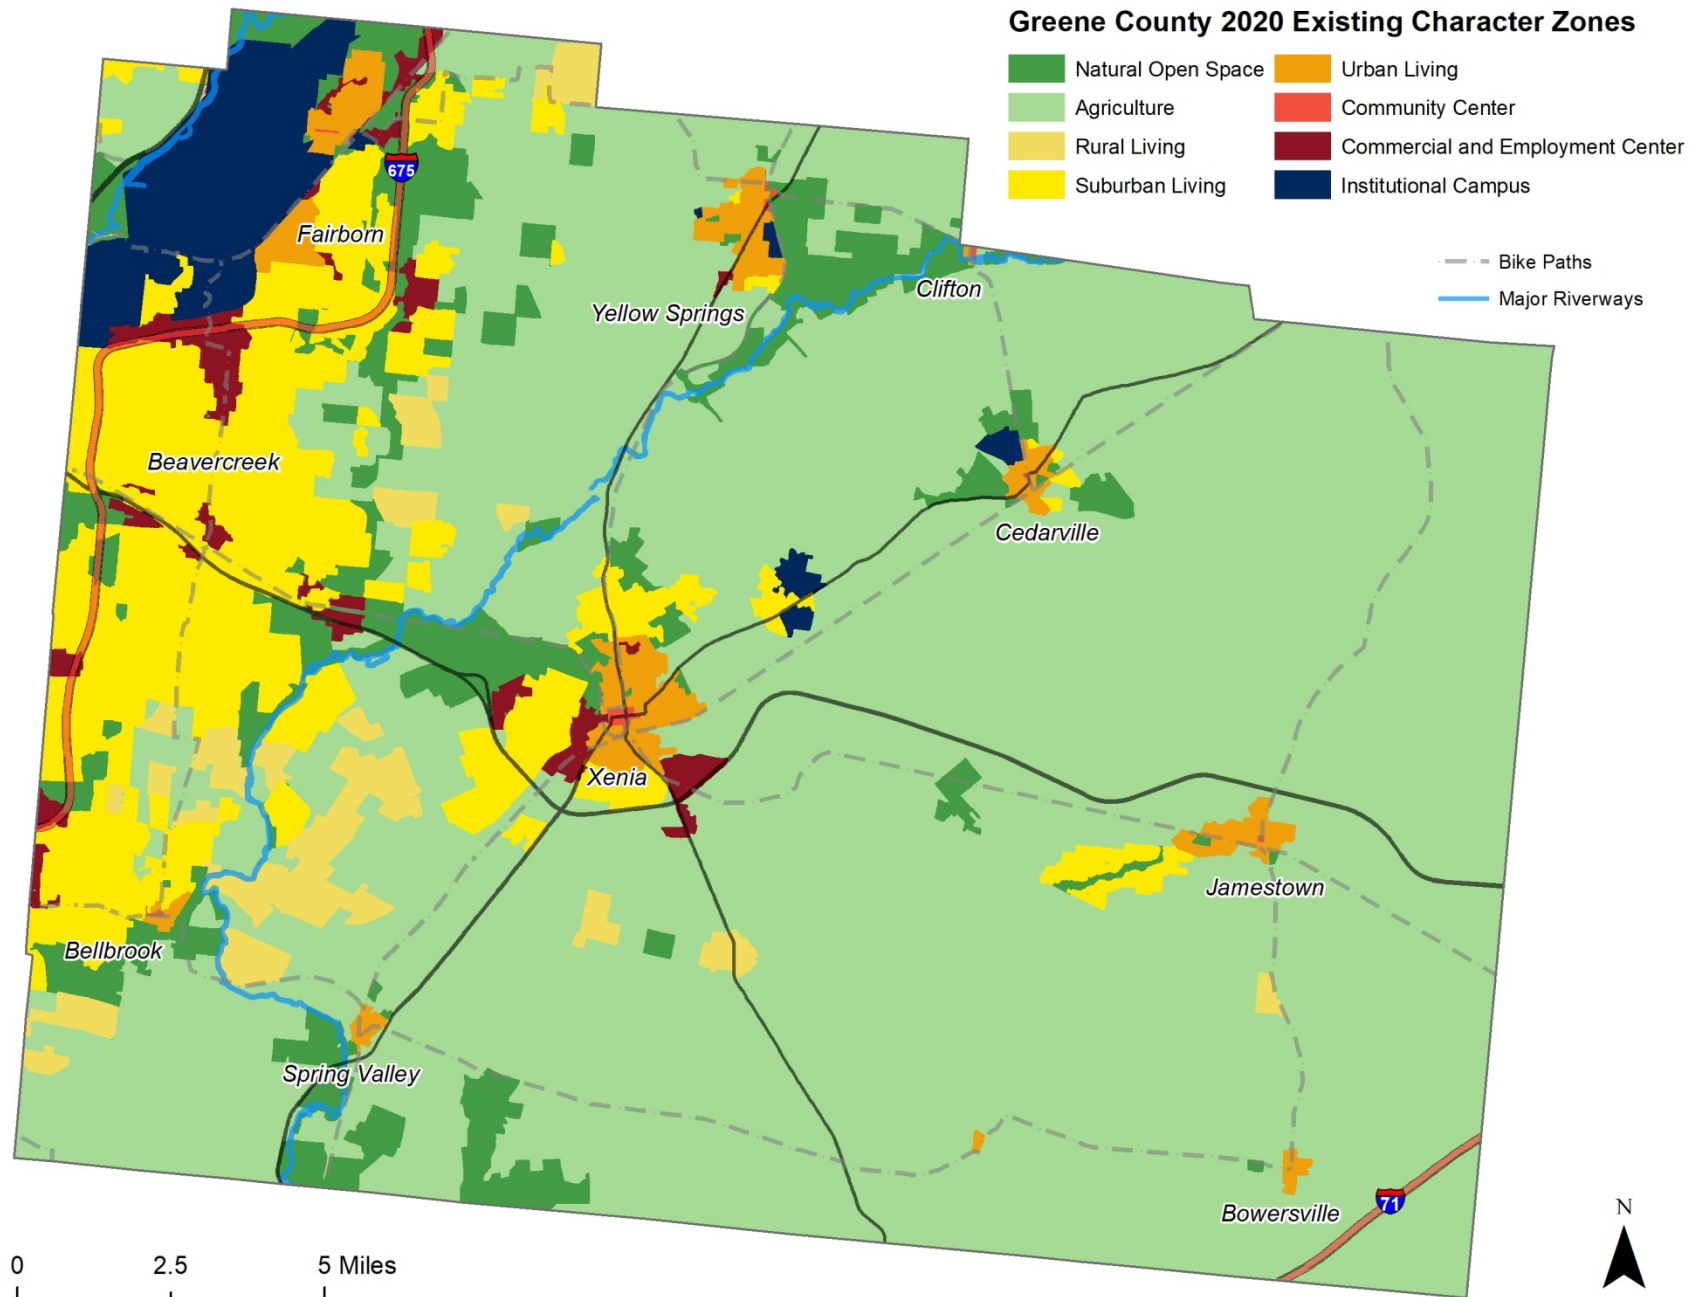 Greene County 2020 Existing Character Zones
Natural Open Space
Urban Living
Agriculture
Community Center
Rural Living
Commercial and Employment Center
Suburban Living
Institutional Campus
Bike Paths
Major Riverways
675
Fairborn
Yellow Springs
Clifton
Beavercreek
Cedarville
Xenia
Jamestown
Bellbrook
Spring Valley
Bowersville
71
N
0 2.5 5 Miles